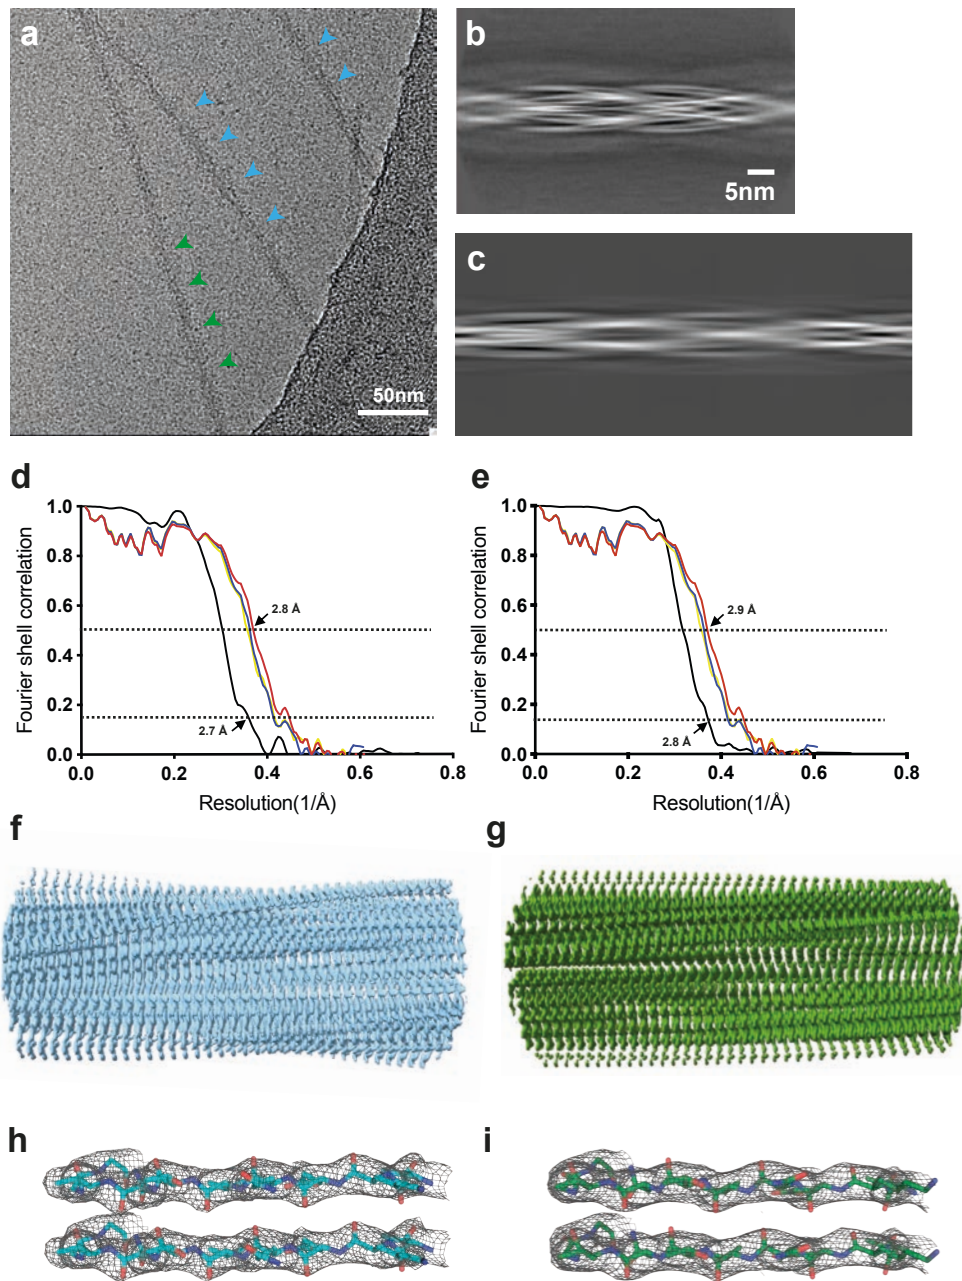 a
50nm
b
5nm
c
d
1.0
0.8
0.6
0.4
0.2
0.0
Fourier shell correlation
2.8 Å
2.7 Å
0.0 0.2 0.4 0.6 0.8
Resolution(1/Å)
e
1.0
0.8
0.6
0.4
0.2
0.0
Fourier shell correlation
2.9 Å
2.8 Å
0.0 0.2 0.4 0.6 0.8
Resolution(1/Å)
f
g
h
i